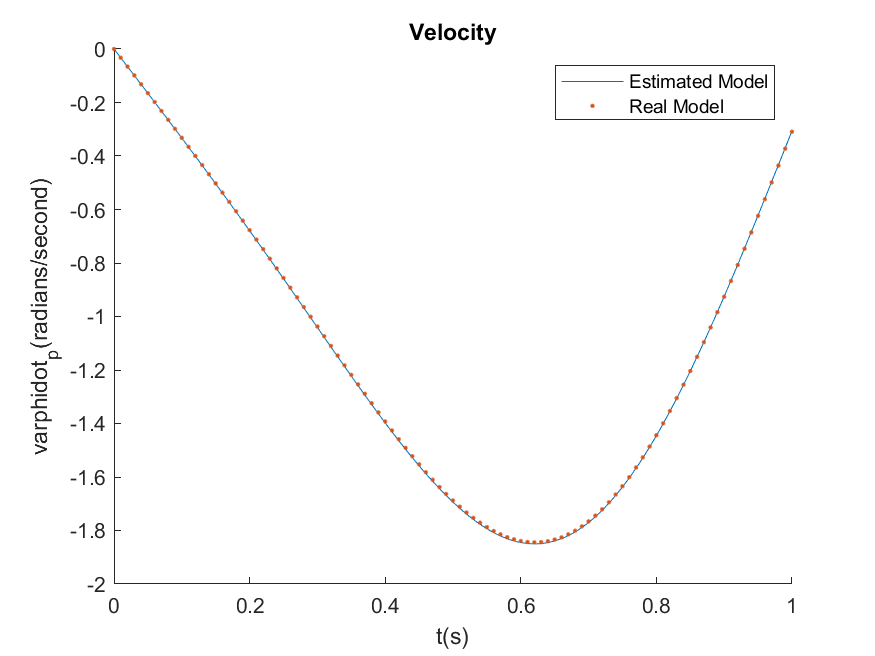 Velocity
Estimated Model
Real Model
0
-0.2
-0.4
-0.6
-0.8
-1
-1.2
-1.4
-1.6
-1.8
-2
varphidot_p(radians/second)
0 0.2 0.4 0.6 0.8 1
t(s)